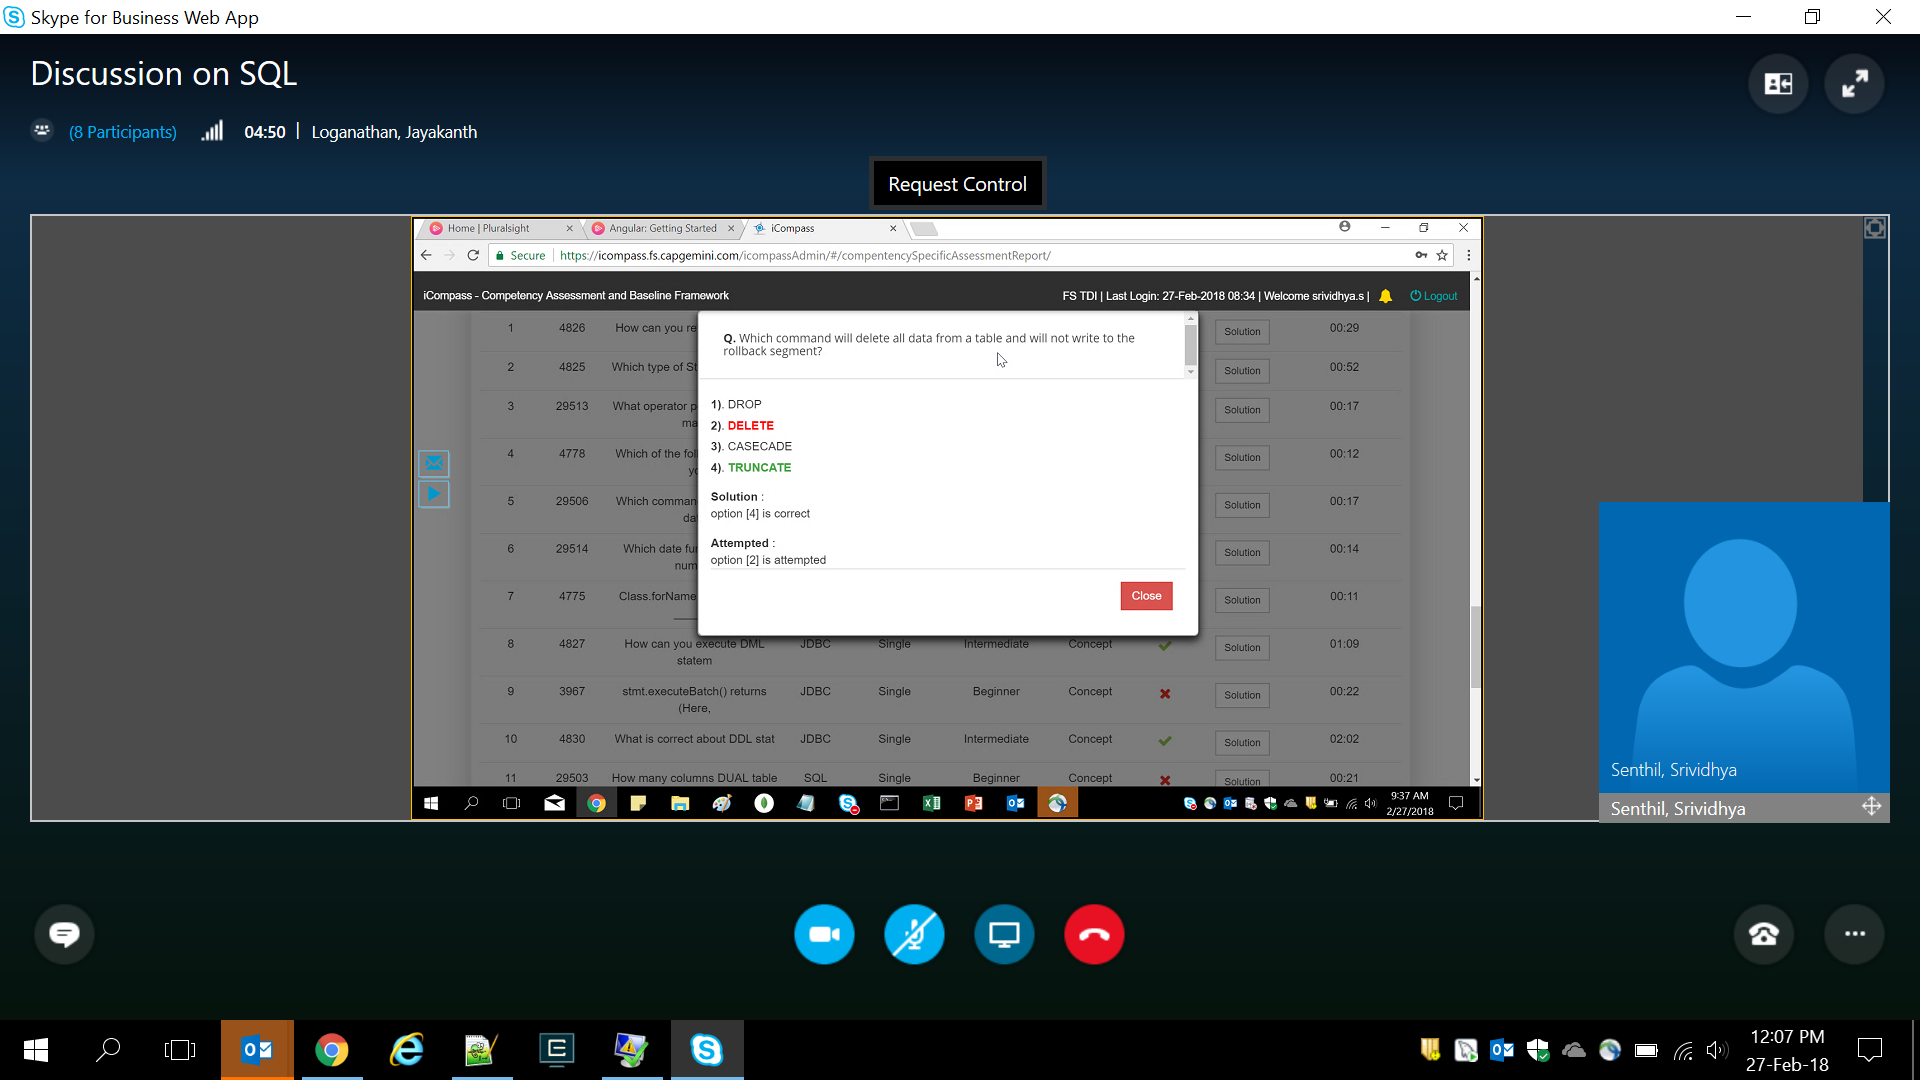 Skype for Business Web App
Discussion on SQL
(8 Participants) 04:50 | Loganathan, Jayakanth
Request Control
Home | Pluralsight
Angular: Getting Started
iCompass
Secure https://icompass.fs.capgemini.com/icompassAdmin/#/compentencySpecificAssessmentReport/
iCompass - Competency Assessment and Baseline Framework
FS TDI | Last Login: 27-Feb-2018 08:34 | Welcome srividhya.s | Logout
1 4826 How can you re Solution 00:29
2 4825 Which type of St Solution 00:52
3 29513 What operator p Solution 00:17
ma
4 4778 Which of the foll Solution 00:12
yo
5 29506 Which comman Solution 00:17
dat
6 29514 Which date fur Solution 00:14
num
7 4775 Class.forName Solution 00:11
8 4827 How can you execute DML JDBC Single Intermediate Concept Solution 01:09
statem
9 3967 stmt.executeBatch() returns JDBC Single Beginner Concept Solution 00:22
(Here,
10 4830 What is correct about DDL stat JDBC Single Intermediate Concept Solution 02:02
11 29503 How many columns DUAL table SQL Single Beginner Concept Solution 00:21
Q. Which command will delete all data from a table and will not write to the
rollback segment?
1). DROP
2). DELETE
3). CASECADE
4). TRUNCATE
Solution :
option [4] is correct
Attempted :
option [2] is attempted
Close
9:37 AM
2/27/2018
Senthil, Srividhya
Senthil, Srividhya
12:07 PM
27-Feb-18